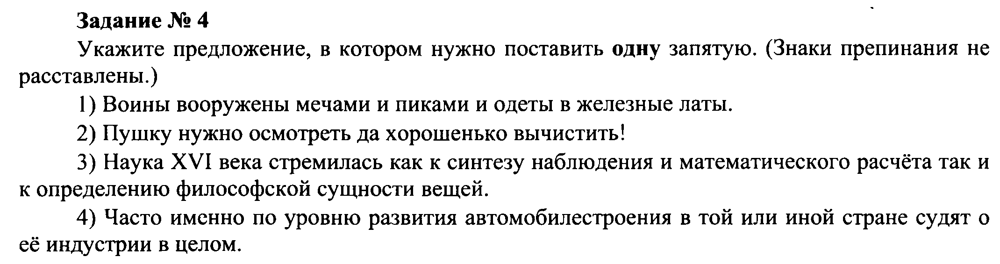 Задание № 4
Укажите предложение, в котором нужно поставить одну запятую. (Знаки препинания не
расставлены.)
1) Воины вооружены мечами и пиками и одеты в железные латы.
2) Пушку нужно осмотреть да хорошенько вычистить!
3) Наука XVI века стремилась как к синтезу наблюдения и математического расчёта так и
к определению философской сущности вещей.
4) Часто именно по уровню развития автомобилестроения в той или иной стране судят о
её индустрии в целом.